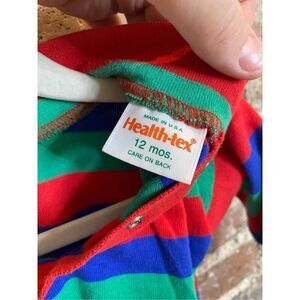 MADE IN U.S.A.
Health-tex®
12 mos.
CARE ON BACK